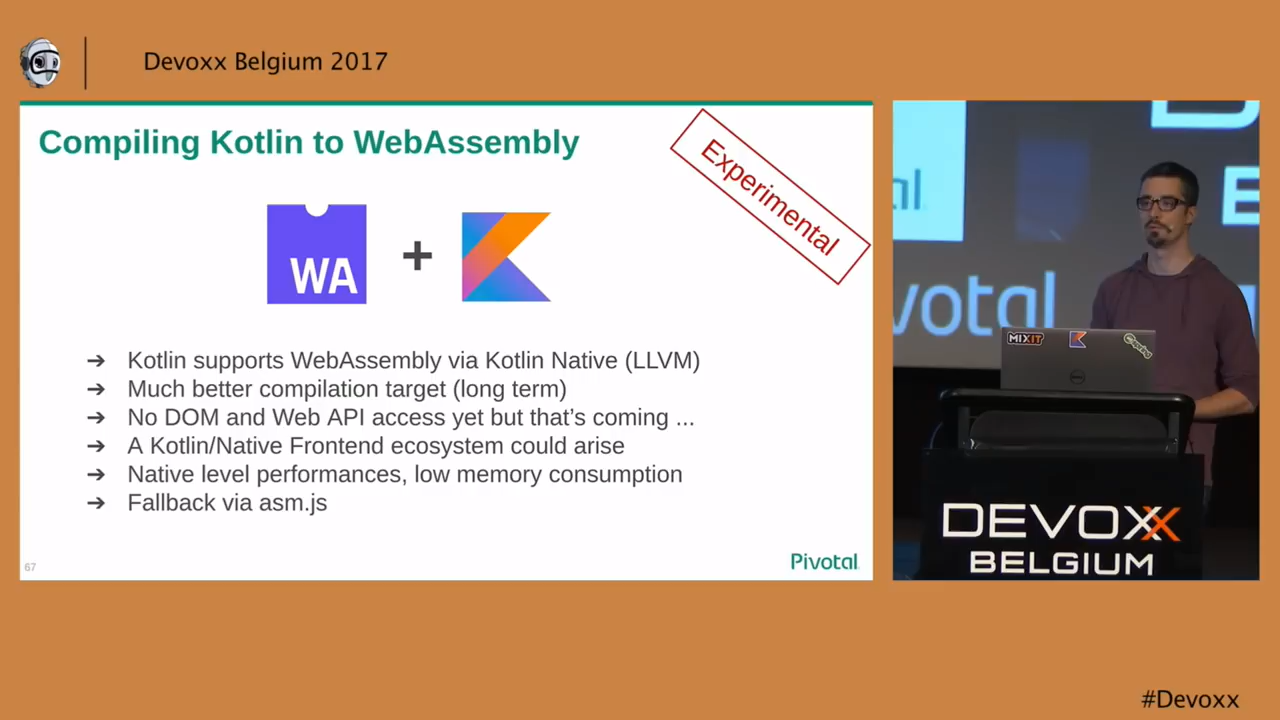 Devoxx Belgium 2017
Compiling Kotlin to WebAssembly
Experimental
WA
+
➔ Kotlin supports WebAssembly via Kotlin Native (LLVM)
➔ Much better compilation target (long term)
➔ No DOM and Web API access yet but that’s coming ...
➔ A Kotlin/Native Frontend ecosystem could arise
➔ Native level performances, low memory consumption
➔ Fallback via asm.js
67
Pivotal
MIXIT
DEVOXX
BELGIUM
#Devoxx